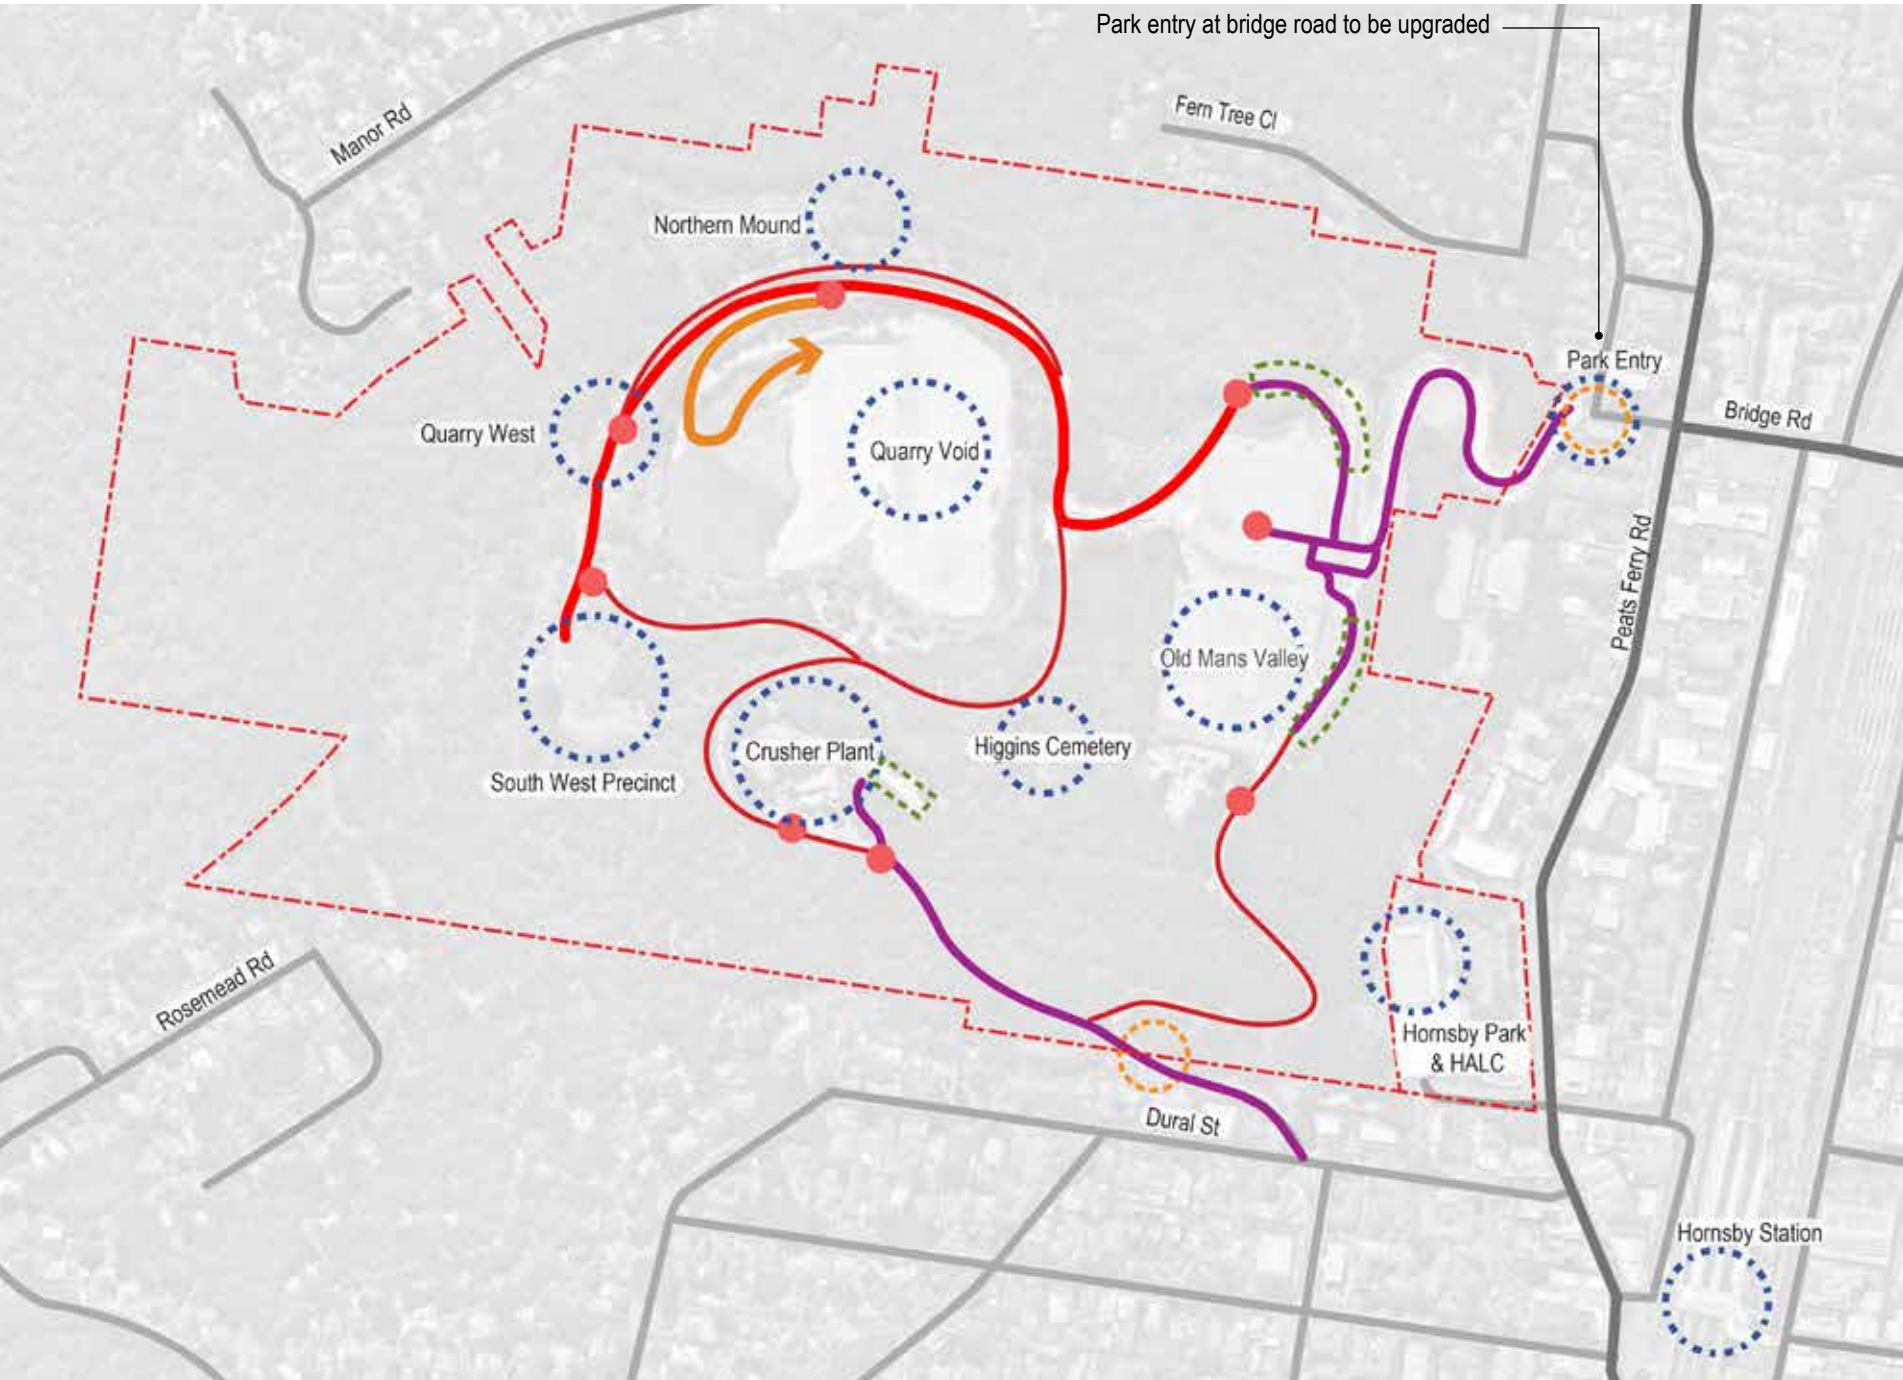 Park entry at bridge road to be upgraded
Fern Tree Cl
Manor Rd
Northern Mound
Park Entry
Bridge Rd
Quarry West
Quarry Void
Peats Ferry Rd
Old Mans Valley
Crusher Plant
Higgins Cemetery
South West Precinct
Rosemead Rd
Hornsby Park
& HALC
Dural St
Hornsby Station